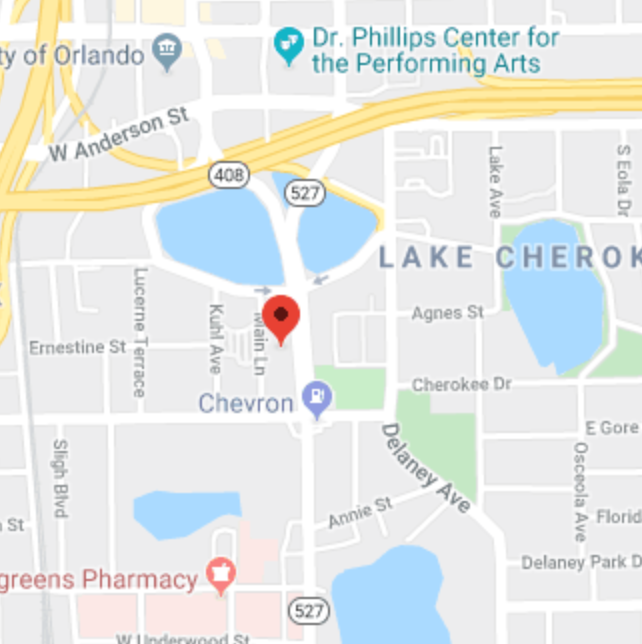 ty of Orlando
Dr. Phillips Center for
the Performing Arts
W Anderson St
408
527
Lake Ave
S Eola Dr
LAKE CHEROK
Lucerne Terrace
Kuhl Ave
Main Ln
Agnes St
Ernestine St
Cherokee Dr
Chevron
E Gore
Delaney Ave
Osceola Ave
Sligh Blvd
Annie St
Florid
St
Delaney Park D
greens Pharmacy
527
W Underwood St